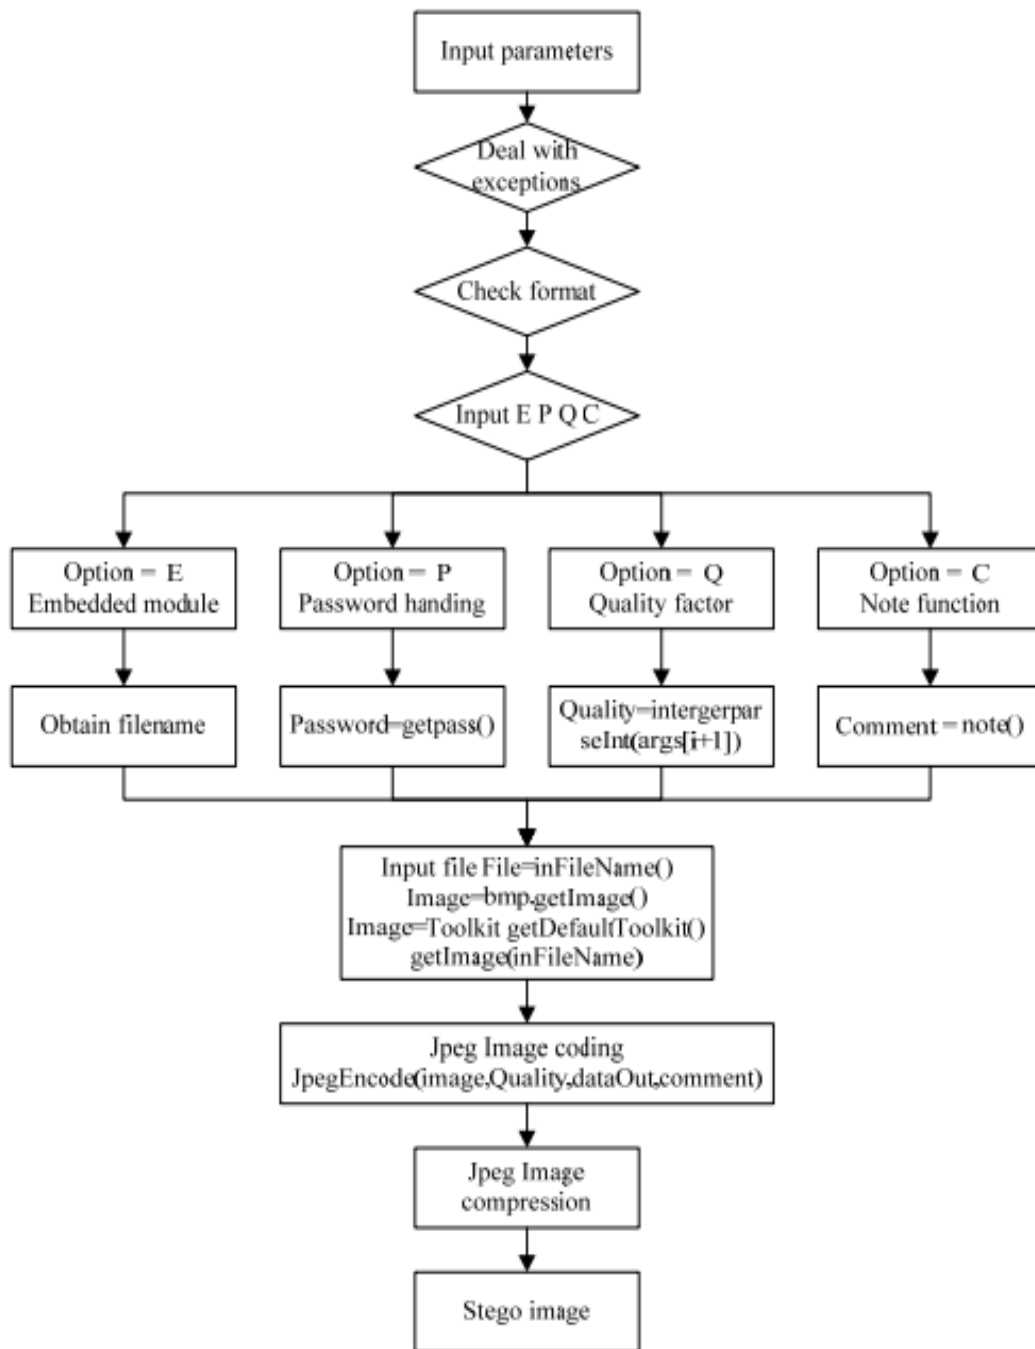 Input parameters
Deal with
exceptions
Check format
Input E P Q C
Option = E
Embedded module
Option = P
Password handing
Option = Q
Quality factor
Option = C
Note function
Obtain filename
Password=getpass()
Quality=intergerpar
seInt(args[i+1])
Comment = note()
Input file File=inFileName()
Image=bmp.getImage()
Image=Toolkit getDefaultToolkit()
getImage(inFileName)
Jpeg Image coding
JpegEncode(image,Quality,dataOut,comment)
Jpeg Image
compression
Stego image